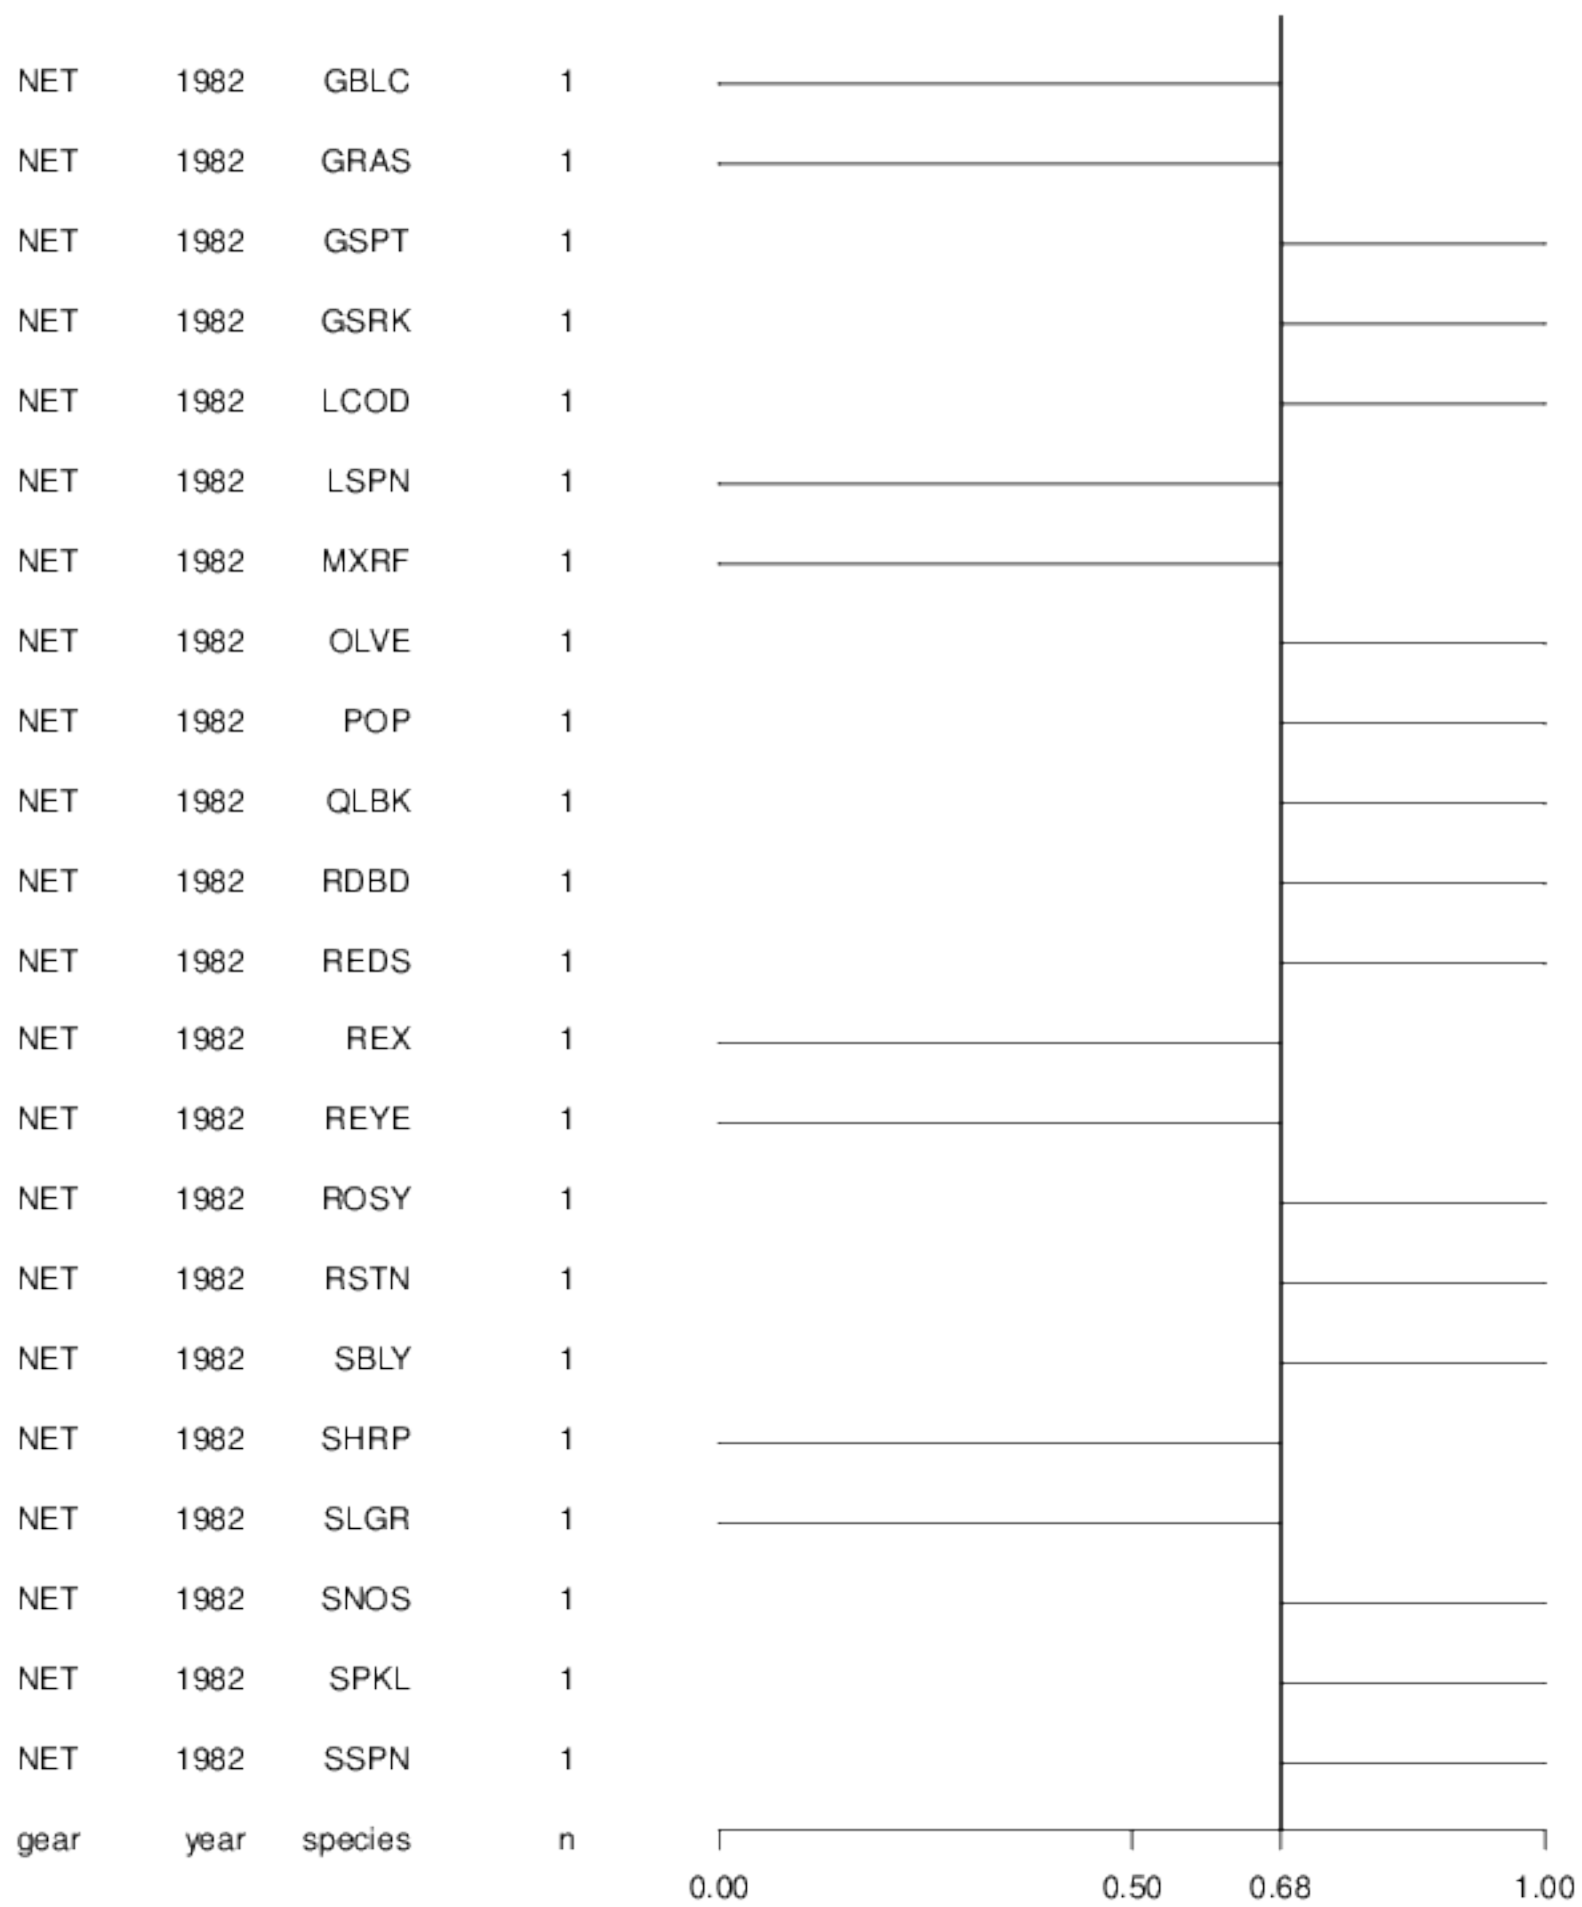 NET 1982 GBLC 1
NET 1982 GRAS 1
NET 1982 GSPT 1
NET 1982 GSRK 1
NET 1982 LCOD 1
NET 1982 LSPN 1
NET 1982 MXRF 1
NET 1982 OLVE 1
NET 1982 POP 1
NET 1982 QLBK 1
NET 1982 RDBD 1
NET 1982 REDS 1
NET 1982 REX 1
NET 1982 REYE 1
NET 1982 ROSY 1
NET 1982 RSTN 1
NET 1982 SBLY 1
NET 1982 SHRP 1
NET 1982 SLGR 1
NET 1982 SNOS 1
NET 1982 SPKL 1
NET 1982 SSPN 1
gear year species n
0.00 0.50 0.68 1.00